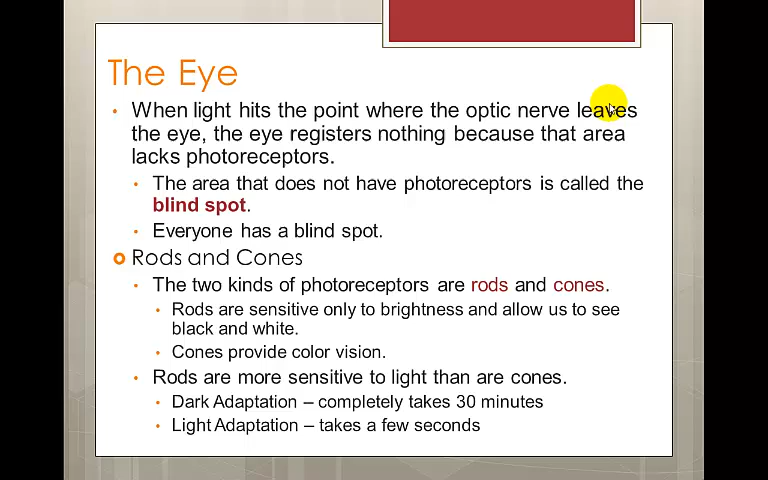 The Eye
• When light hits the point where the optic nerve leaves
the eye, the eye registers nothing because that area
lacks photoreceptors.
• The area that does not have photoreceptors is called the
blind spot.
• Everyone has a blind spot.
Rods and Cones
• The two kinds of photoreceptors are rods and cones.
• Rods are sensitive only to brightness and allow us to see
black and white.
• Cones provide color vision.
• Rods are more sensitive to light than are cones.
• Dark Adaptation – completely takes 30 minutes
• Light Adaptation – takes a few seconds